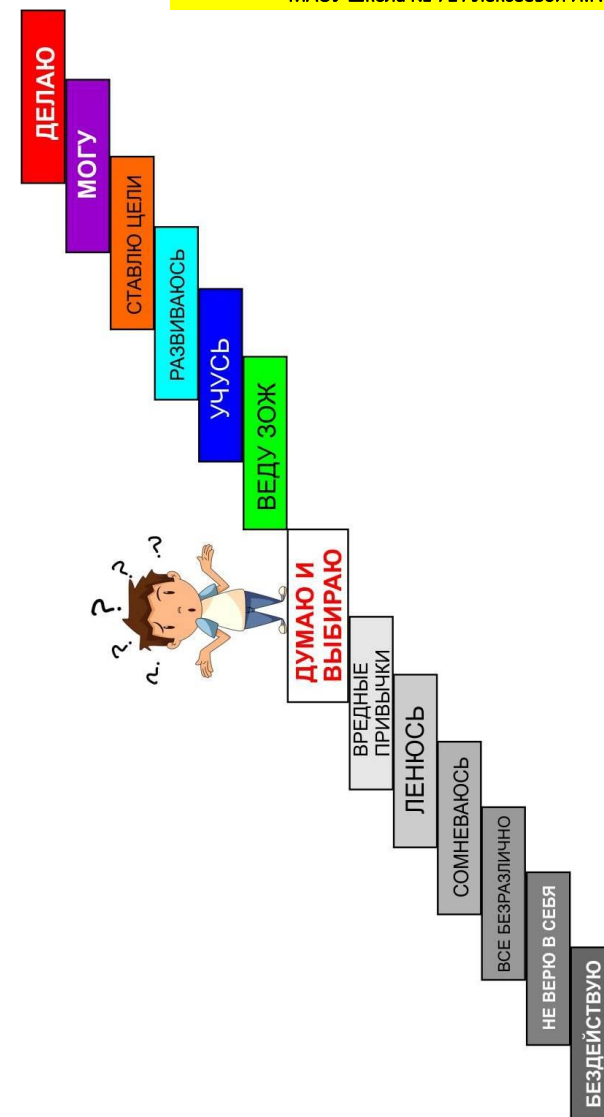 ДЕЛАЮ
МОГУ
СТАВЛЮ ЦЕЛИ
РАЗВИВАЮСЬ
УЧУСЬ
ВЕДУ ЗОЖ
? ? ? ? ? ?
ДУМАЮ И
ВЫБИРАЮ
ВРЕДНЫЕ
ПРИВЫЧКИ
ЛЕНЮСЬ
СОМНЕВАЮСЬ
ВСЕ БЕЗРАЗЛИЧНО
НЕ ВЕРЮ В СЕБЯ
БЕЗДЕЙСТВУЮ